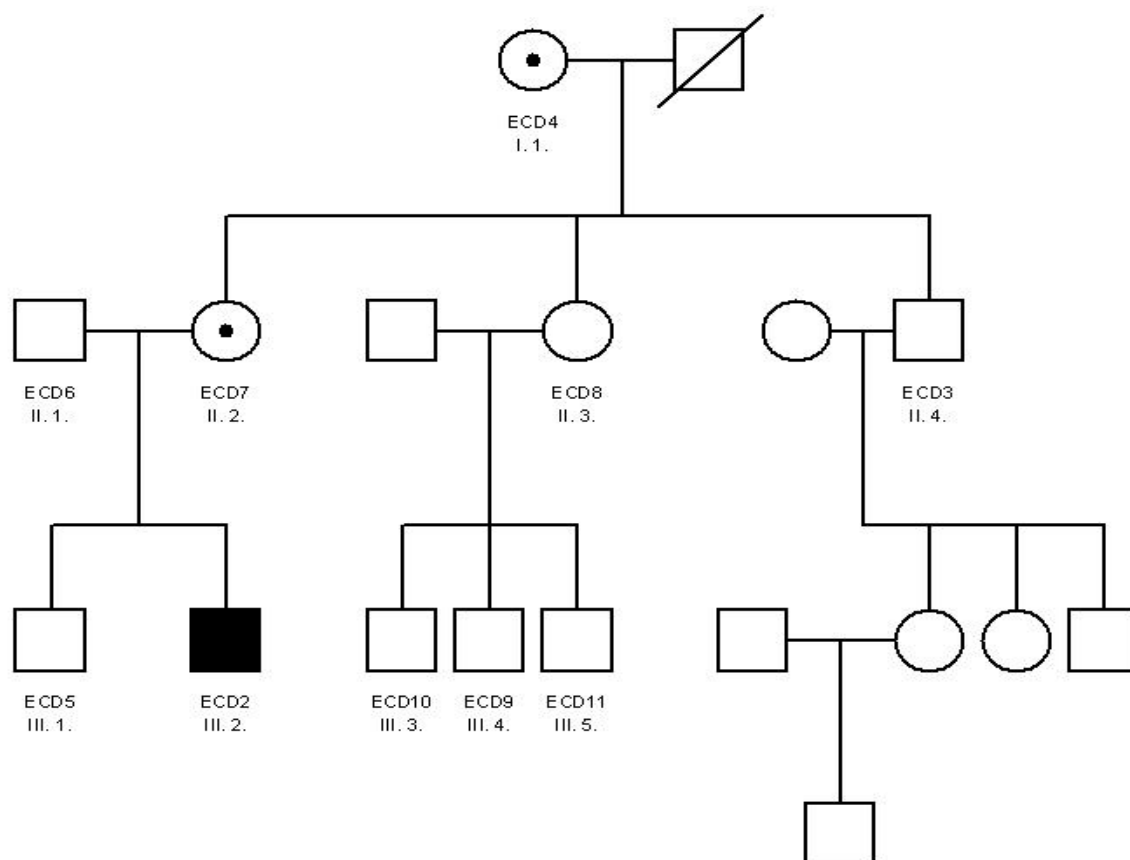 ECD4
I. 1.
ECD6
II. 1.
ECD7
II. 2.
ECD8
II. 3.
ECD3
II. 4.
ECD5
III. 1.
ECD2
III. 2.
ECD10
III. 3.
ECD9
III. 4.
ECD11
III. 5.